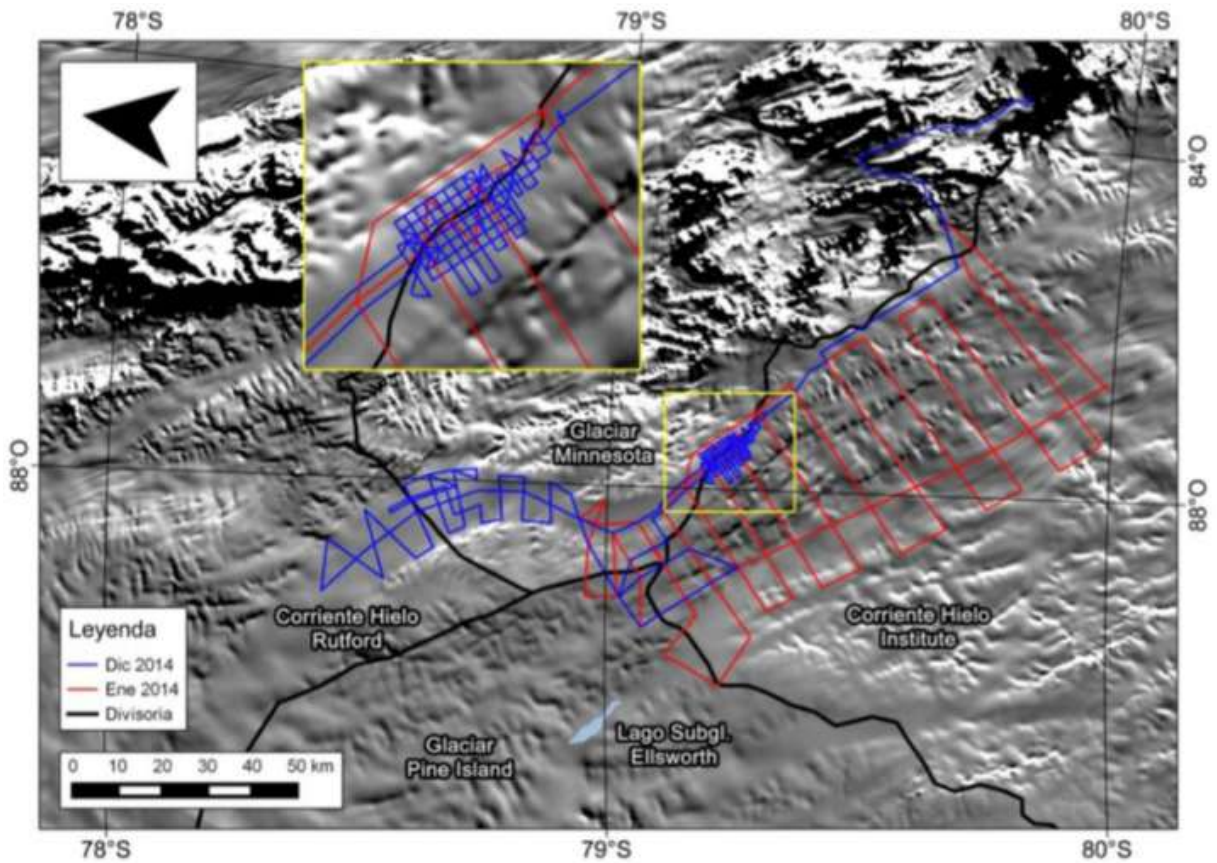 78°S
79°S
80°S
84°O
Glaciar
Minnesota
88°O
88°O
Corriente Hielo
Rutford
Corriente Hielo
Institute
Leyenda
Dic 2014
Ene 2014
Divisoria
Lago Subgl.
Ellsworth
Glaciar
Pine Island
0 10 20 30 40 50 km
78°S
79°S
80°S